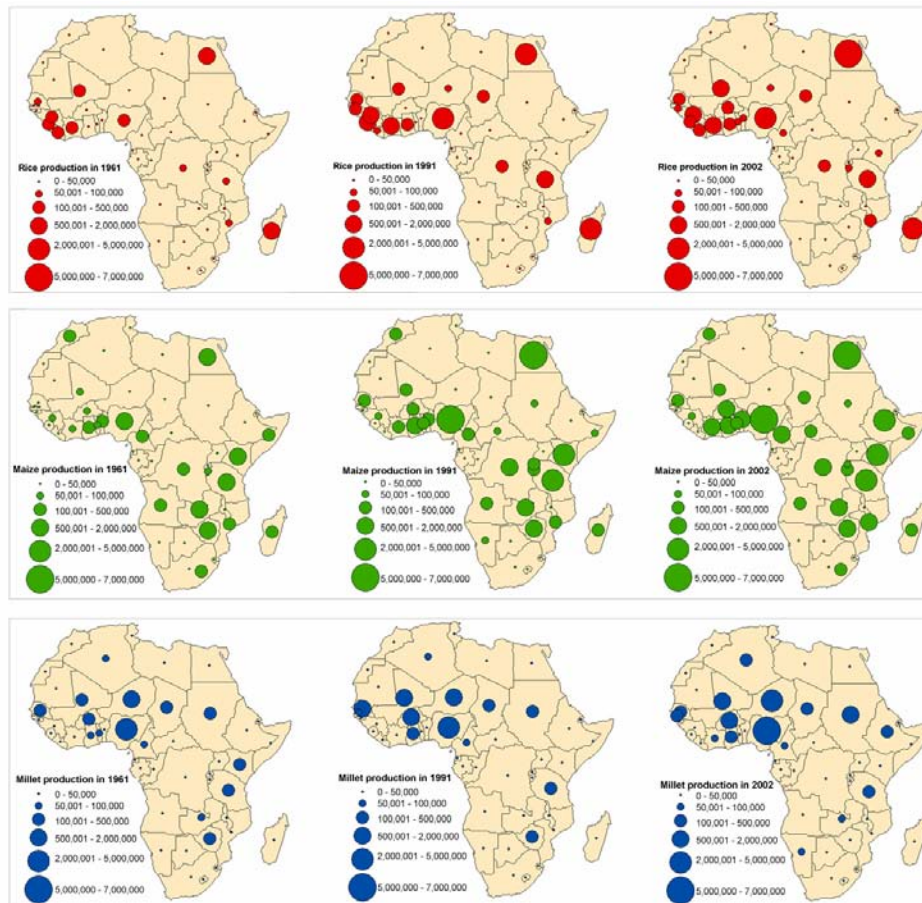 Rice production in 1961
0 - 50,000
50,001 - 100,000
100,001 - 500,000
500,001 - 2,000,000
2,000,001 - 5,000,000
5,000,000 - 7,000,000
Rice production in 1991
0 - 50,000
50,001 - 100,000
100,001 - 500,000
500,001 - 2,000,000
2,000,001 - 5,000,000
5,000,000 - 7,000,000
Rice production in 2002
0 - 50,000
50,001 - 100,000
100,001 - 500,000
500,001 - 2,000,000
2,000,001 - 5,000,000
5,000,000 - 7,000,000
Maize production in 1961
0 - 50,000
50,001 - 100,000
100,001 - 500,000
500,001 - 2,000,000
2,000,001 - 5,000,000
5,000,000 - 7,000,000
Maize production in 1991
0 - 50,000
50,001 - 100,000
100,001 - 500,000
500,001 - 2,000,000
2,000,001 - 5,000,000
5,000,000 - 7,000,000
Maize production in 2002
0 - 50,000
50,001 - 100,000
100,001 - 500,000
500,001 - 2,000,000
2,000,001 - 5,000,000
5,000,000 - 7,000,000
Millet production in 1961
0 - 50,000
50,001 - 100,000
100,001 - 500,000
500,001 - 2,000,000
2,000,001 - 5,000,000
5,000,000 - 7,000,000
Millet production in 1991
0 - 50,000
50,001 - 100,000
100,001 - 500,000
500,001 - 2,000,000
2,000,001 - 5,000,000
5,000,000 - 7,000,000
Millet production in 2002
0 - 50,000
50,001 - 100,000
100,001 - 500,000
500,001 - 2,000,000
2,000,001 - 5,000,000
5,000,000 - 7,000,000